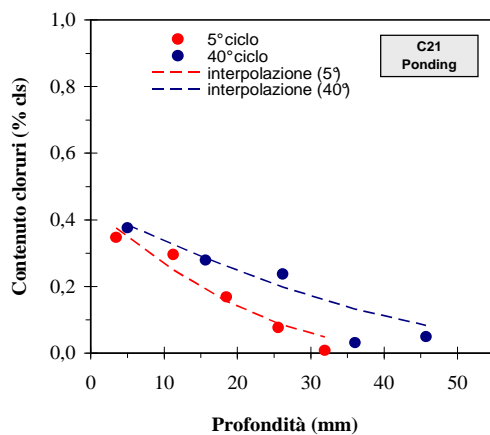 1,0
0,8
0,6
0,4
0,2
0,0
Contenuto cloruri (% cls)
5° ciclo
40° ciclo
interpolazione (5°)
interpolazione (40°)
C21
Ponding
0 10 20 30 40 50
Profondità (mm)